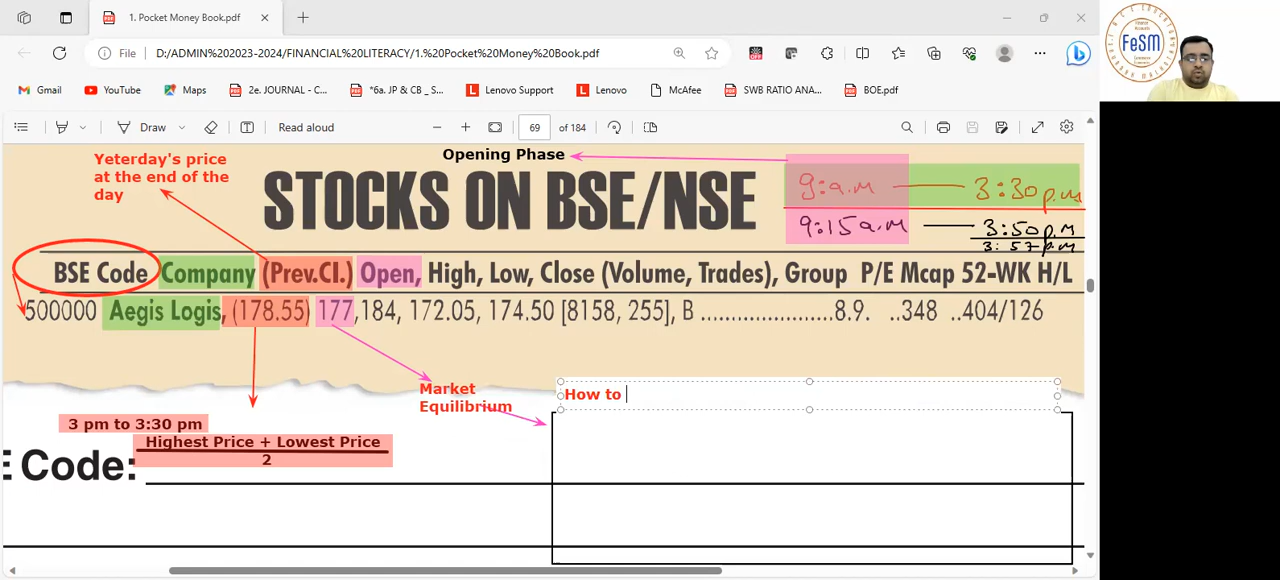 1. Pocket Money Book.pdf
File
D:/ADMIN%202023-2024/FINANCIAL%20LITERACY/1.%20Pocket%20Money%20Book.pdf
Gmail
YouTube
Maps
2e. JOURNAL - C...
*6a. JP & CB _ S...
Lenovo Support
Lenovo
McAfee
SWB RATIO ANA...
BOE.pdf
Draw
Read aloud
69 of 184
FeSM
Yeterday's price
at the end of the
day
Opening Phase
9:a.m 3:30p.m
STOCKS ON BSE/NSE
9:15a.m 3:50p.m
3:57p.m
BSE Code Company (Prev.Cl.) Open, High, Low, Close (Volume, Trades), Group P/E Mcap 52-WK H/L
500000 Aegis Logis, (178.55) 177,184, 172.05, 174.50 [8158, 255], B ......................8.9. ..348 ..404/126
Market
Equilibrium
How to
3 pm to 3:30 pm
Highest Price + Lowest Price
2
E Code: